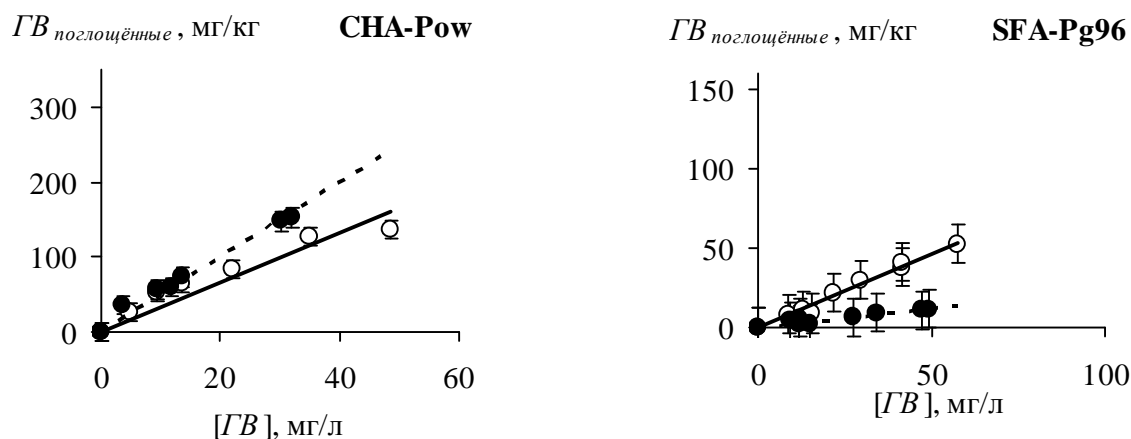 ГВ поглощённые , мг/кг CHA-Pow
300
200
100
0
0 20 40 60
[ГВ], мг/л
ГВ поглощённые , мг/кг SFA-Pg96
150
100
50
0
0 50 100
[ГВ], мг/л